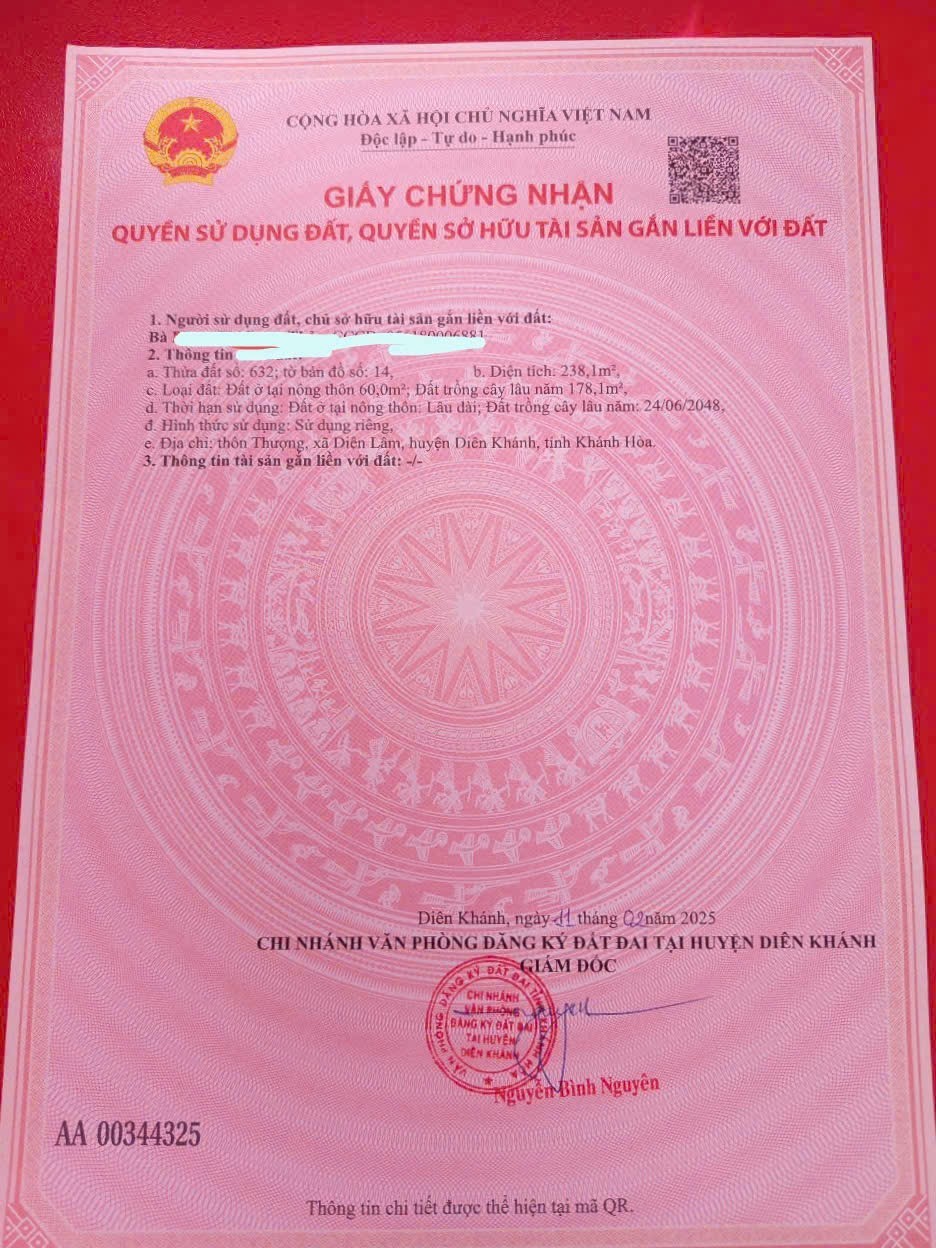 CỘNG HÒA XÃ HỘI CHỦ NGHĨA VIỆT NAM
Độc lập - Tự do - Hạnh phúc
GIẤY CHỨNG NHẬN
QUYỀN SỬ DỤNG ĐẤT, QUYỀN SỞ HỮU TÀI SẢN GẮN LIỀN VỚI ĐẤT
1. Người sử dụng đất, chủ sở hữu tài sản gắn liền với đất:
Bà
2. Thông tin
a. Thửa đất số: 632; tờ bản đồ số: 14, b. Diện tích: 238,1m²,
c. Loại đất: Đất ở tại nông thôn 60,0m²; Đất trồng cây lâu năm 178,1m²,
d. Thời hạn sử dụng: Đất ở tại nông thôn: Lâu dài; Đất trồng cây lâu năm: 24/06/2048,
đ. Hình thức sử dụng: Sử dụng riêng,
e. Địa chỉ: thôn Thượng, xã Diên Lâm, huyện Diên Khánh, tỉnh Khánh Hòa.
3. Thông tin tài sản gắn liền với đất: -/-
Diên Khánh, ngày 11 tháng 02 năm 2025
CHI NHÁNH VĂN PHÒNG ĐĂNG KÝ ĐẤT ĐAI TẠI HUYỆN DIÊN KHÁNH
GIÁM ĐỐC
VĂN PHÒNG ĐĂNG KÝ ĐẤT ĐAI TỈNH KHÁNH HÒA
CHI NHÁNH
VĂN PHÒNG
ĐĂNG KÝ ĐẤT ĐAI
TẠI HUYỆN
DIÊN KHÁNH
Nguyễn Bình Nguyên
AA 00344325
Thông tin chi tiết được thể hiện tại mã QR.